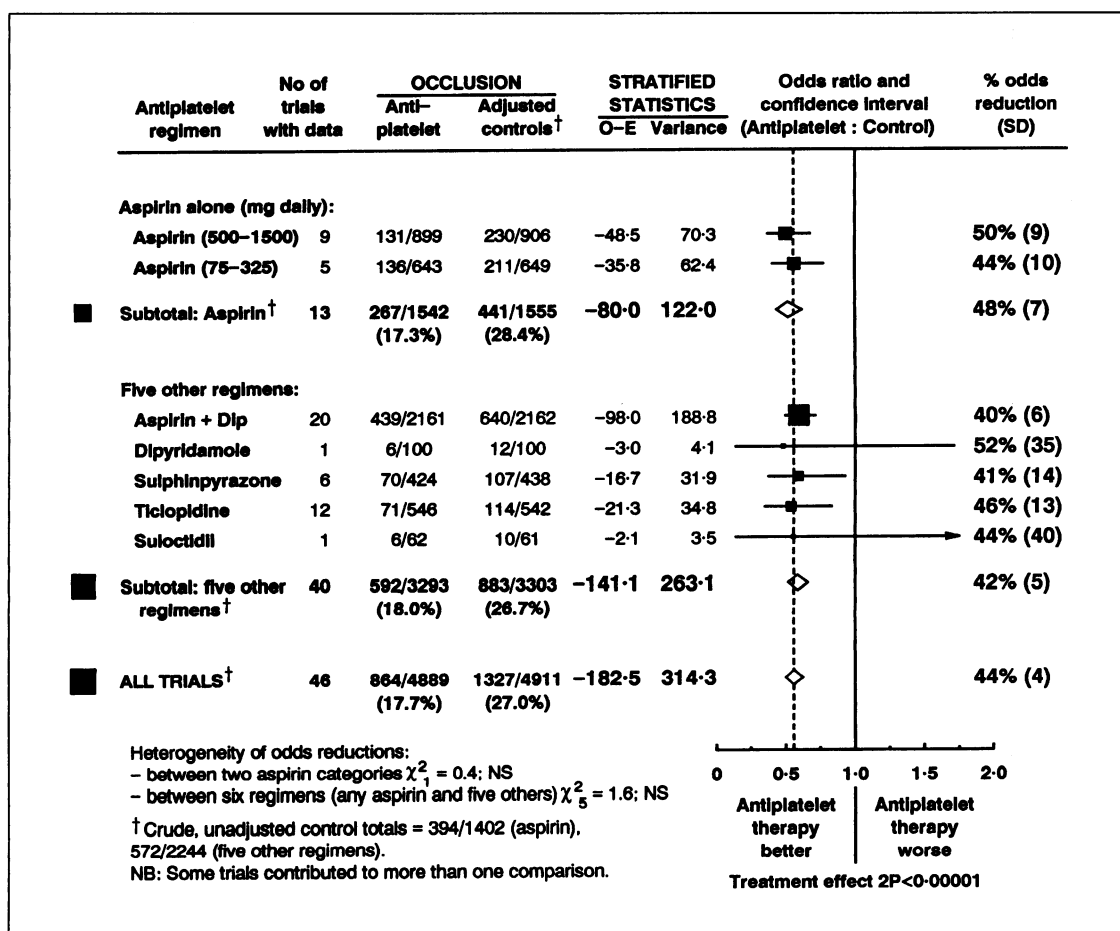 Antiplatelet regimen No of trials with data OCCLUSION Anti– platelet Adjusted controls† STRATIFIED STATISTICS O–E Variance Odds ratio and confidence interval (Antiplatelet : Control) % odds reduction (SD)
Aspirin alone (mg daily):
Aspirin (500–1500) 9 131/899 230/906 –48·5 70·3 50% (9)
Aspirin (75–325) 5 136/643 211/649 –35·8 62·4 44% (10)
Subtotal: Aspirin† 13 267/1542 441/1555 –80·0 122·0 48% (7)
(17.3%) (28.4%)
Five other regimens:
Aspirin + Dip 20 439/2161 640/2162 –98·0 188·8 40% (6)
Dipyridamole 1 6/100 12/100 –3·0 4·1 52% (35)
Sulphinpyrazone 6 70/424 107/438 –16·7 31·9 41% (14)
Ticlopidine 12 71/546 114/542 –21·3 34·8 46% (13)
Suloctidil 1 6/62 10/61 –2·1 3·5 44% (40)
Subtotal: five other 40 592/3293 883/3303 –141·1 263·1 42% (5)
regimens† (18.0%) (26.7%)
ALL TRIALS† 46 864/4889 1327/4911 –182·5 314·3 44% (4)
(17.7%) (27.0%)
Heterogeneity of odds reductions:
– between two aspirin categories χ²₁ = 0.4; NS
– between six regimens (any aspirin and five others) χ²₅ = 1.6; NS
† Crude, unadjusted control totals = 394/1402 (aspirin),
572/2244 (five other regimens).
NB: Some trials contributed to more than one comparison.
0 0·5 1·0 1·5 2·0
Antiplatelet therapy better
Antiplatelet therapy worse
Treatment effect 2P<0·00001